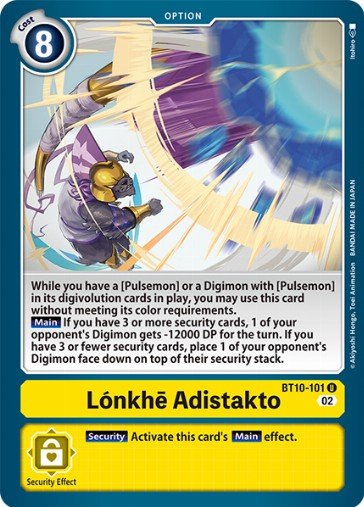 OPTION
Cost
8
Itohiro
While you have a [Pulsemon] or a Digimon with [Pulsemon]
in its digivolution cards in play, you may use this card
without meeting its color requirements.
Main If you have 3 or more security cards, 1 of your
opponent's Digimon gets -12000 DP for the turn. If you
have 3 or fewer security cards, place 1 of your opponent's
Digimon face down on top of their security stack.
©Akiyoshi Hongo, Toei Animation BANDAI MADE IN JAPAN
BT10-101 U
Lónkhē Adistakto
02
Security Activate this card's Main effect.
Security Effect